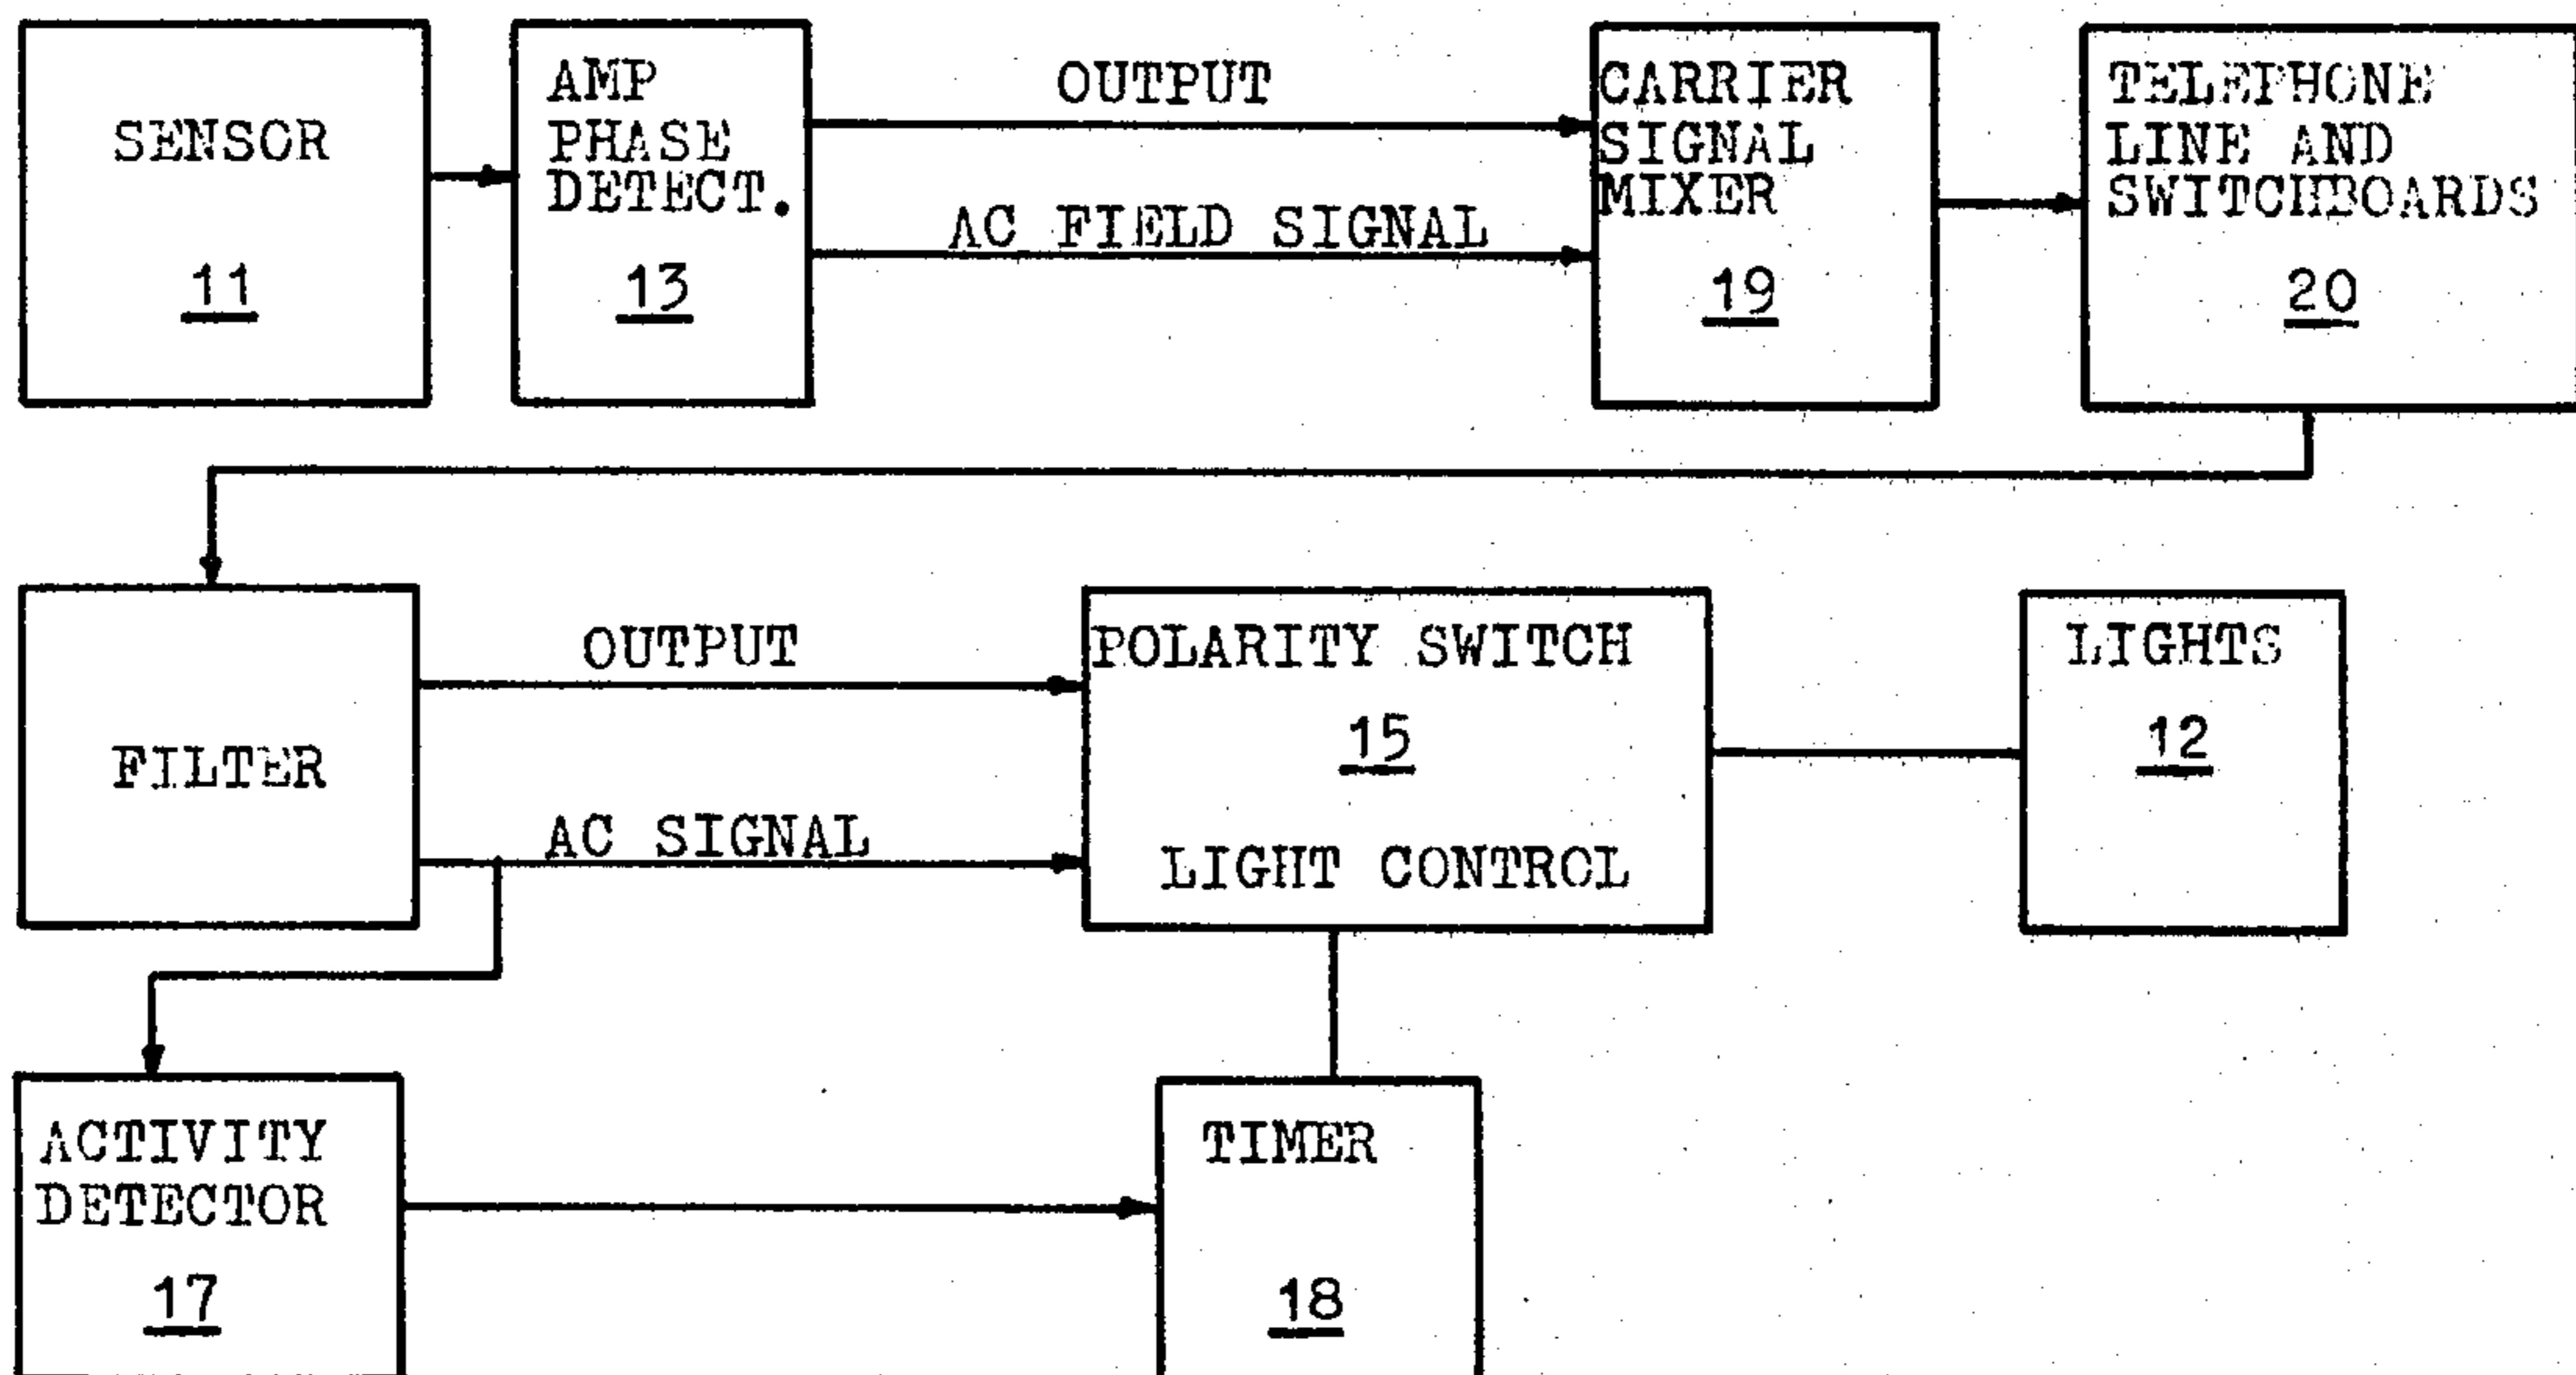 SENSOR
11
AMP
PHASE
DETECT.
13
OUTPUT
AC FIELD SIGNAL
CARRIER
SIGNAL
MIXER
19
TELEPHONE
LINE AND
SWITCHBOARDS
20
FILTER
OUTPUT
AC SIGNAL
POLARITY SWITCH
15
LIGHT CONTROL
LIGHTS
12
ACTIVITY
DETECTOR
17
TIMER
18